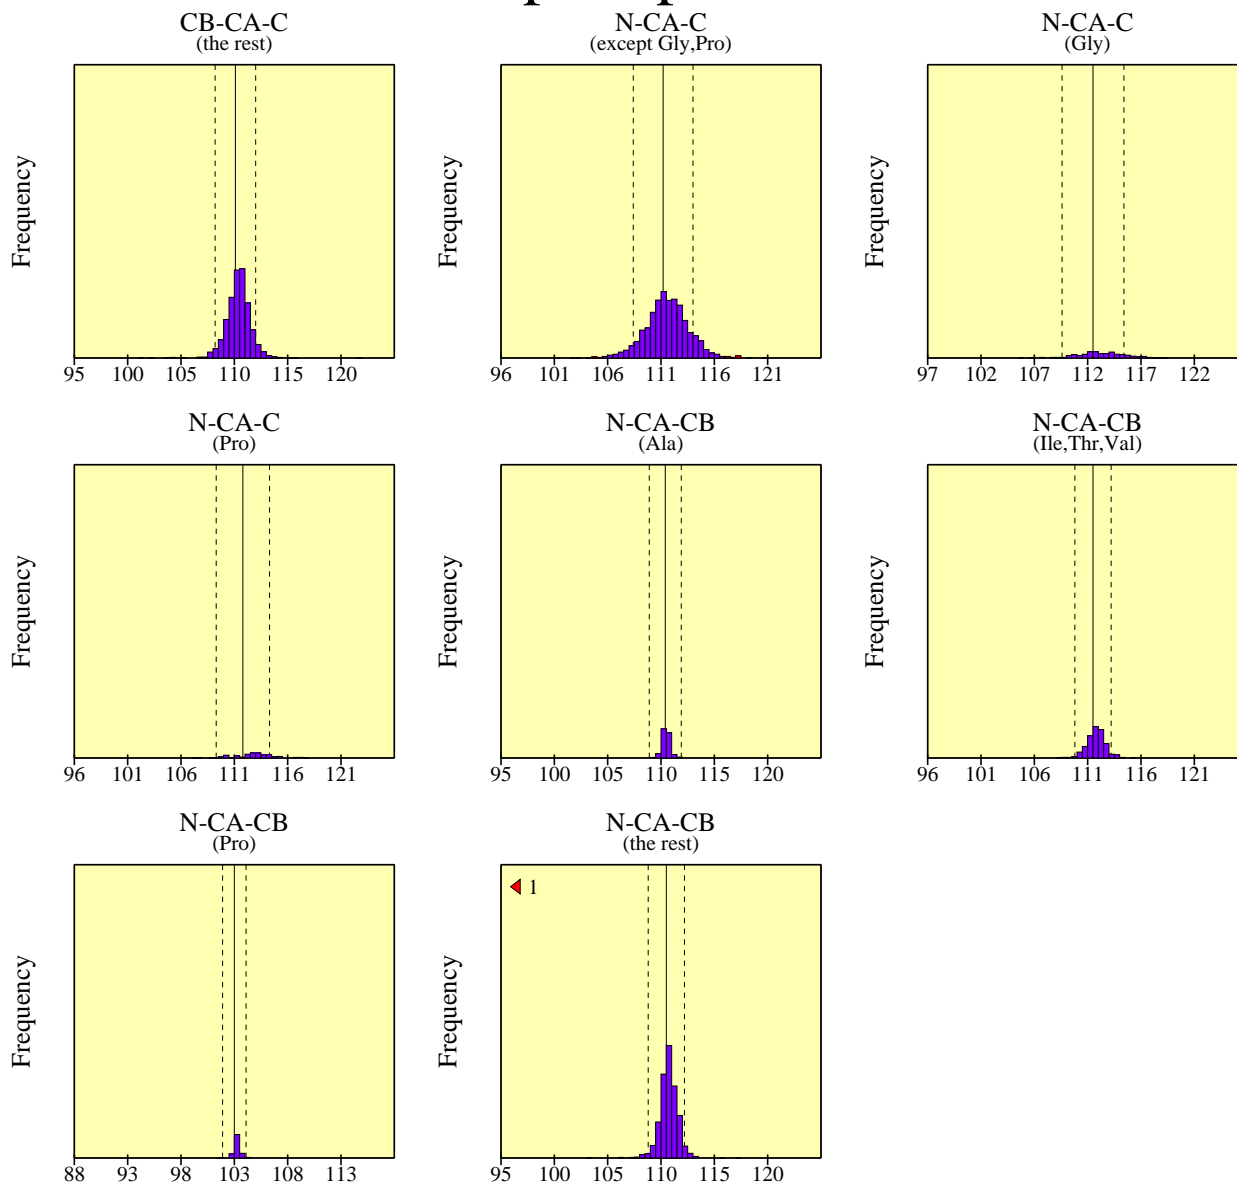 CB-CA-C N-CA-C N-CA-C
(the rest) (except Gly,Pro) (Gly)
Frequency Frequency Frequency
95 100 105 110 115 120 96 101 106 111 116 121 97 102 107 112 117 122
N-CA-C N-CA-CB N-CA-CB
(Pro) (Ala) (Ile,Thr,Val)
Frequency Frequency Frequency
96 101 106 111 116 121 95 100 105 110 115 120 96 101 106 111 116 121
N-CA-CB N-CA-CB
(Pro) (the rest)
1
Frequency Frequency
88 93 98 103 108 113 95 100 105 110 115 120